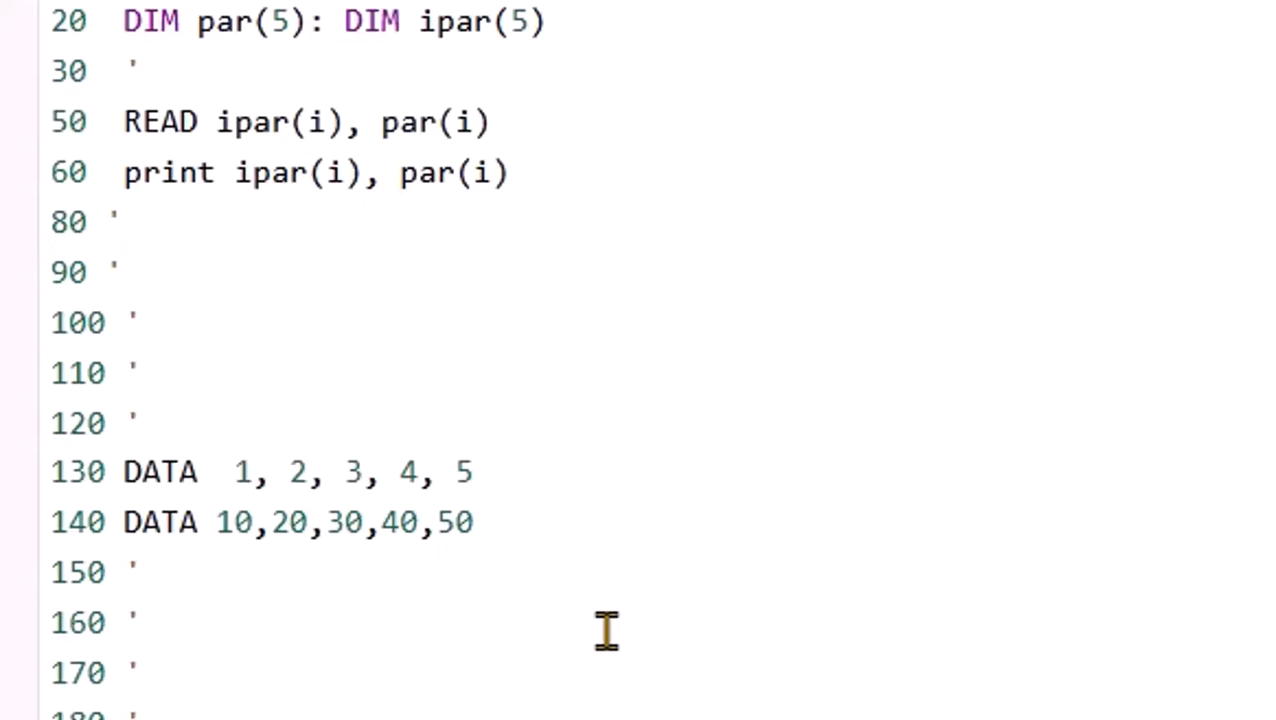 20  DIM par(5): DIM ipar(5)
30  '
50  READ ipar(i), par(i)
60  print ipar(i), par(i)
80 '
90 '
100 '
110 '
120 '
130 DATA  1, 2, 3, 4, 5
140 DATA 10,20,30,40,50
150 '
160 '
170 '
180 '